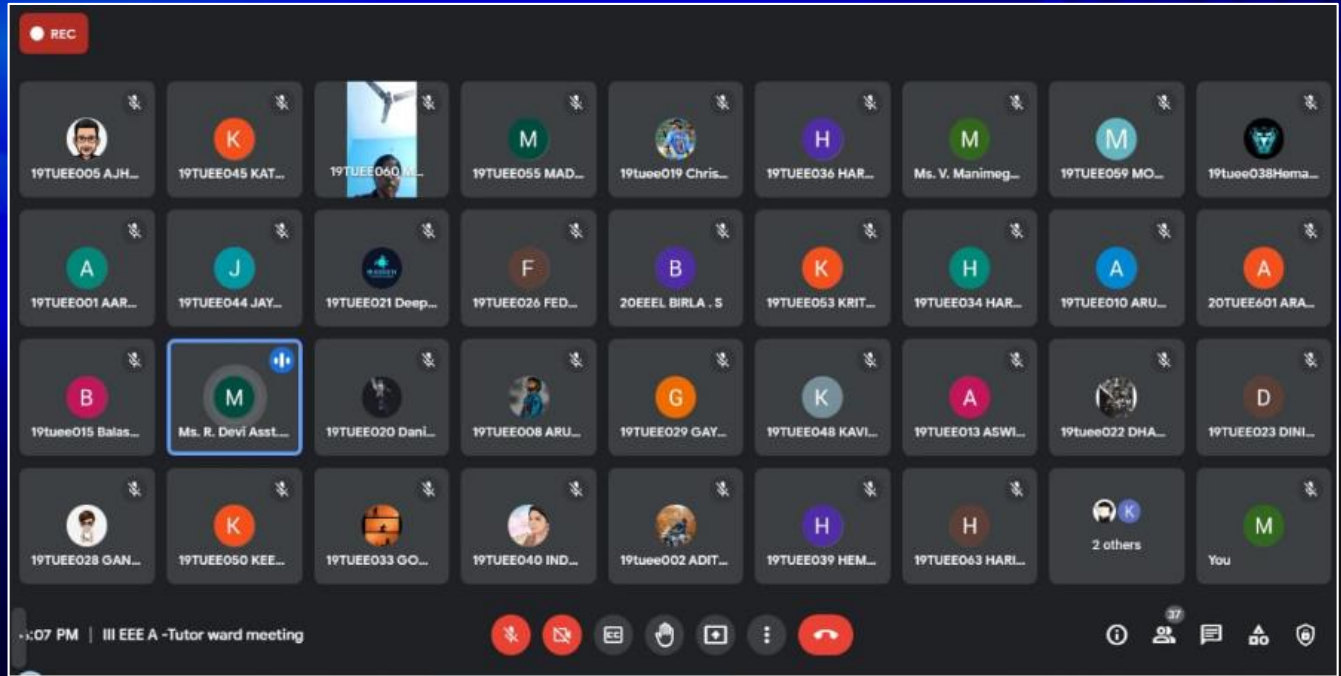 REC
K
M
H
M
M
19TUEE005 AJH...
19TUEE045 KAT...
19TUEE060 M...
19TUEE055 MAD...
19tuee019 Chris...
19TUEE036 HAR...
Ms. V. Manimeg...
19TUEE059 MO...
19tuee038Hema...
A
J
F
B
K
H
A
A
19TUEE001 AAR...
19TUEE044 JAY...
19TUEE021 Deep...
19TUEE026 FED...
20EEEL BIRLA . S
19TUEE053 KRIT...
19TUEE034 HAR...
19TUEE010 ARU...
20TUEE601 ARA...
B
M
G
K
A
D
19tuee015 Balas...
Ms. R. Devi Asst....
19TUEE020 Dani...
19TUEE008 ARU...
19TUEE029 GAY...
19TUEE048 KAVI...
19TUEE013 ASWI...
19tuee022 DHA...
19TUEE023 DINI...
K
H
H
K
M
19TUEE028 GAN...
19TUEE050 KEE...
19TUEE033 GO...
19TUEE040 IND...
19tuee002 ADIT...
19TUEE039 HEM...
19TUEE063 HARI...
2 others
You
:07 PM | III EEE A -Tutor ward meeting
CC
37